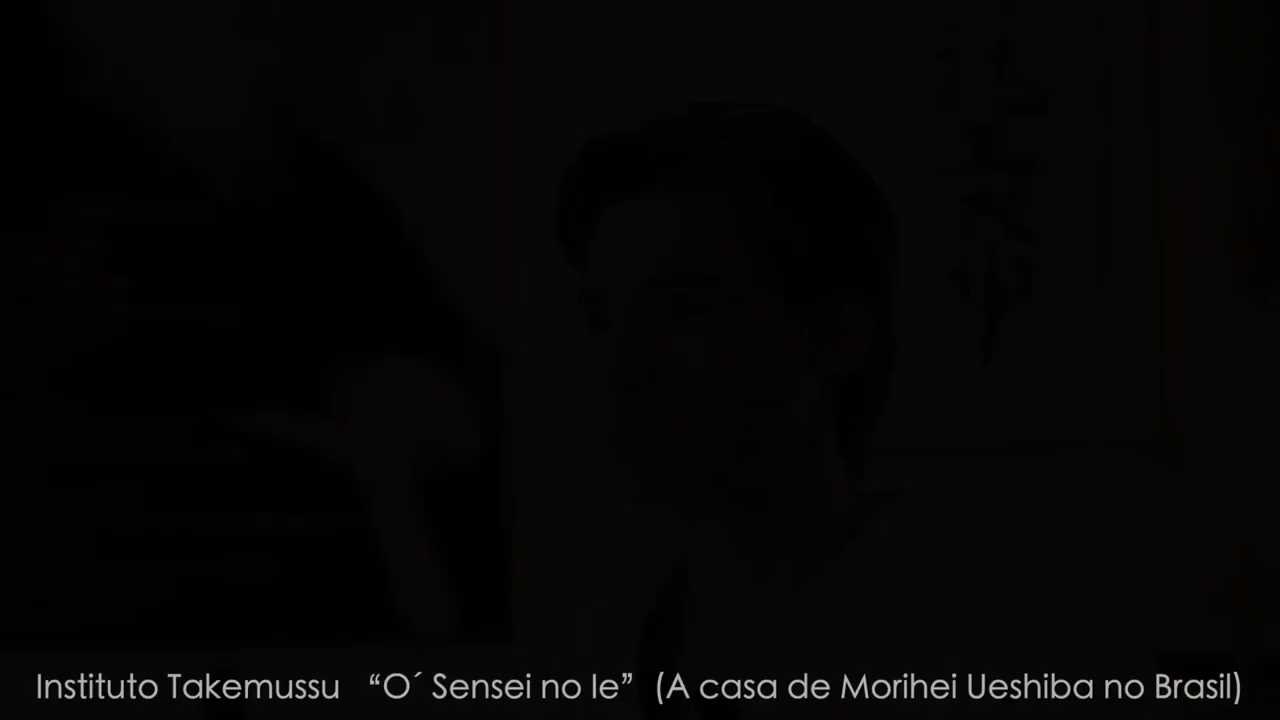 Instituto Takemussu “O´ Sensei no Ie” (A casa de Morihei Ueshiba no Brasil)